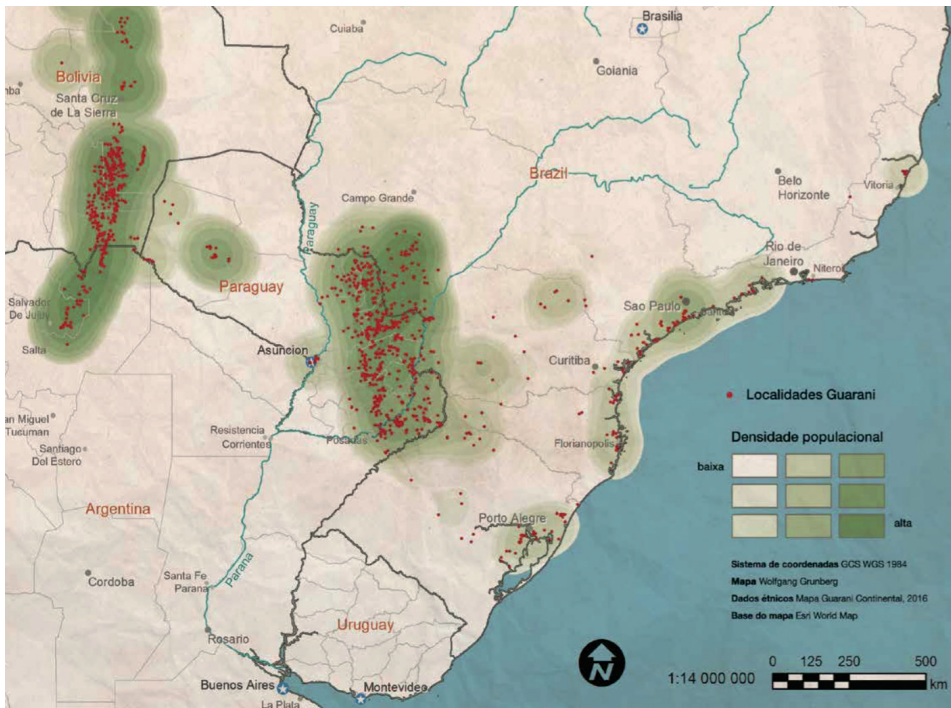 Cuiaba
Brasilia
Goiania
Bolivia
Santa Cruz
de La Sierra
Campo Grande
Brazil
Belo
Horizonte
Vitoria
Paraguay
Rio de
Janeiro
Niteroi
Salvador
De Jujuy
Paraguay
Sao Paulo
Santos
Salta
Asuncion
Curitiba
Localidades Guarani
an Miguel
Tucuman
Resistencia
Corrientes
Posadas
Florianopolis
Densidade populacional
Santiago
Del Estero
baixa
Argentina
Porto Alegre
alta
Parana
Sistema de coordenadas GCS WGS 1984
Cordoba
Santa Fe
Parana
Mapa Wolfgang Grunberg
Dados étnicos Mapa Guarani Continental, 2016
Base do mapa Esri World Map
Uruguay
Rosario
N
1:14 000 000
0 125 250 500
km
Buenos Aires
Montevideo
La Plata